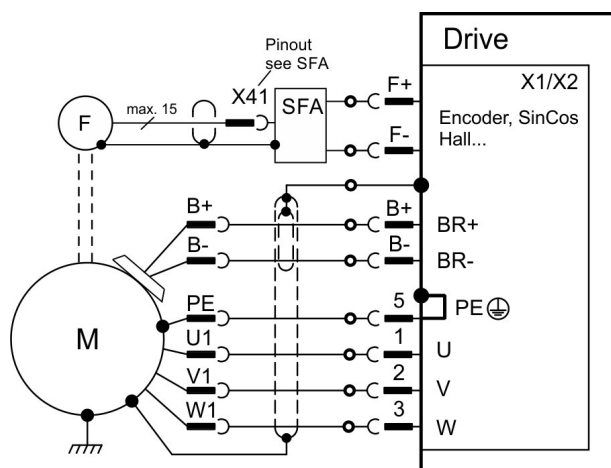 Pinout
see SFA
Drive
X41
F+
X1/X2
F
max. 15
SFA
Encoder, SinCos
Hall...
F-
B+
B+
BR+
B-
B-
BR-
PE
5
PE
M
U1
1
U
V1
2
V
W1
3
W